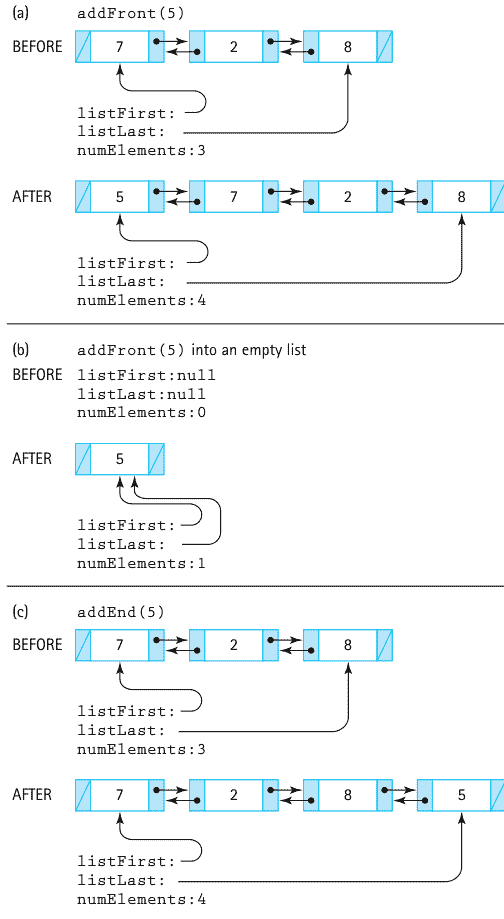 (a) addFront(5)
BEFORE 7 2 8
listFirst:
listLast:
numElements:3
AFTER 5 7 2 8
listFirst:
listLast:
numElements:4
(b) addFront(5) into an empty list
BEFORE listFirst:null
listLast:null
numElements:0
AFTER 5
listFirst:
listLast:
numElements:1
(c) addEnd(5)
BEFORE 7 2 8
listFirst:
listLast:
numElements:3
AFTER 7 2 8 5
listFirst:
listLast:
numElements:4